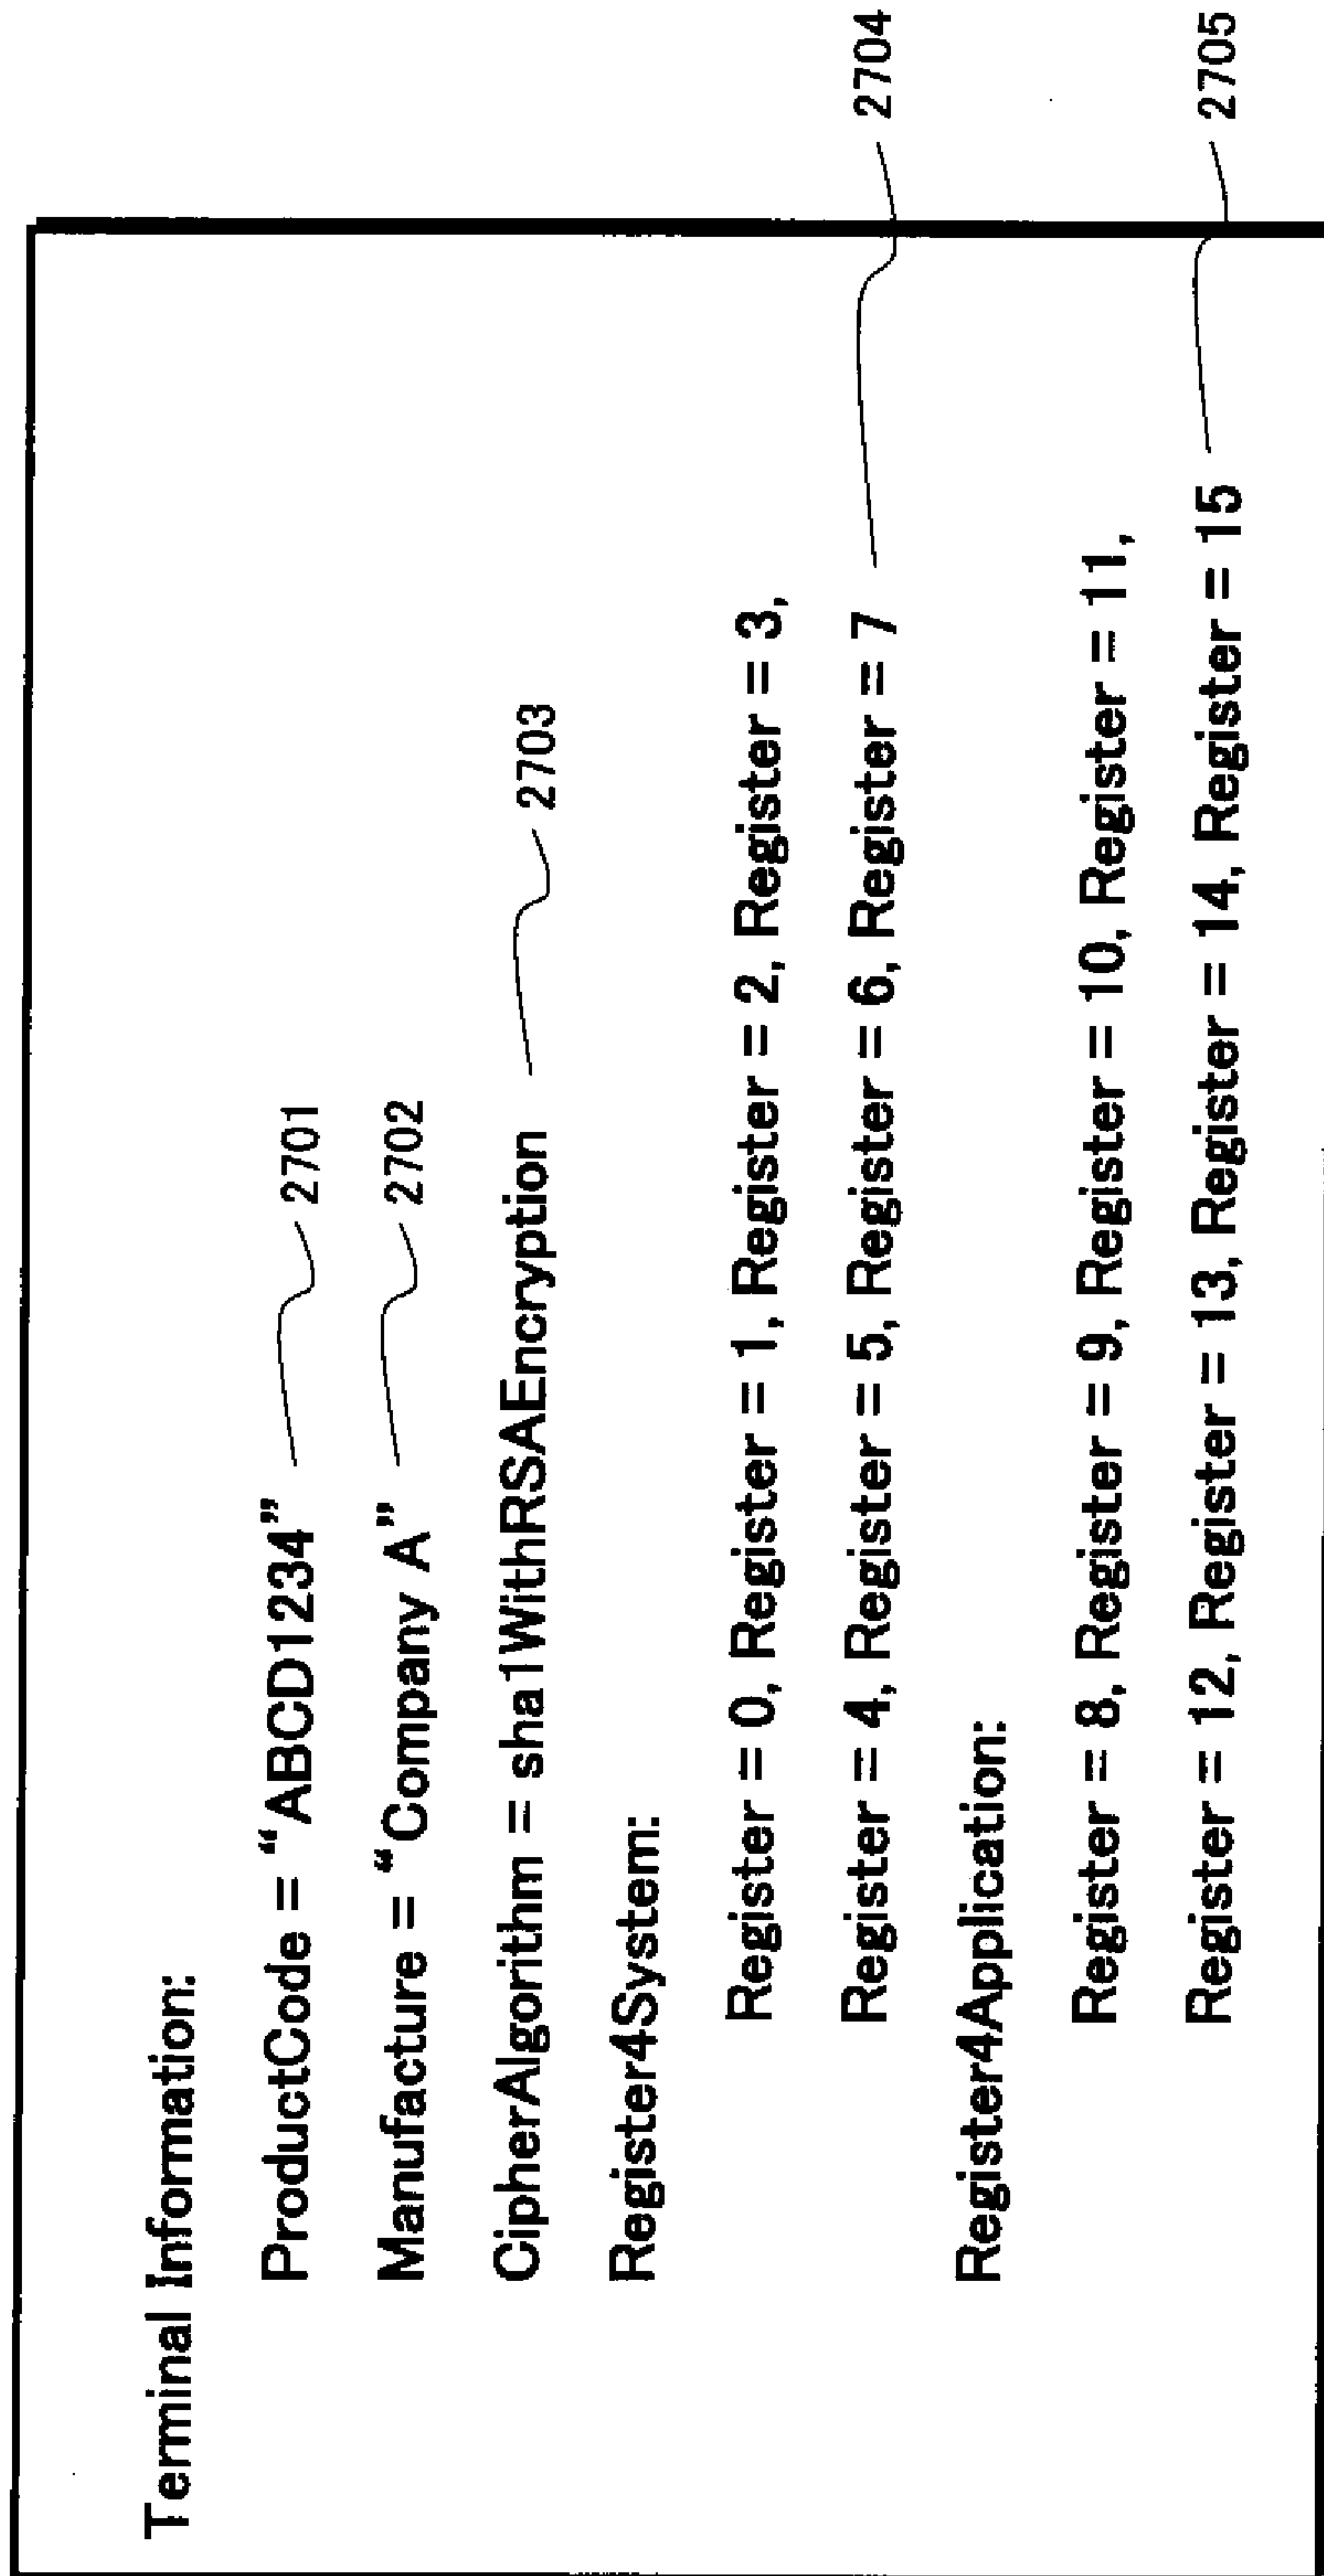 Terminal Information:
ProductCode = “ABCD1234” 2701
Manufacture = “Company A” 2702
CipherAlgorithm = sha1WithRSAEncryption 2703
Register4System:
Register = 0, Register = 1, Register = 2, Register = 3,
Register = 4, Register = 5, Register = 6, Register = 7 2704
Register4Application:
Register = 8, Register = 9, Register = 10, Register = 11,
Register = 12, Register = 13, Register = 14, Register = 15 2705